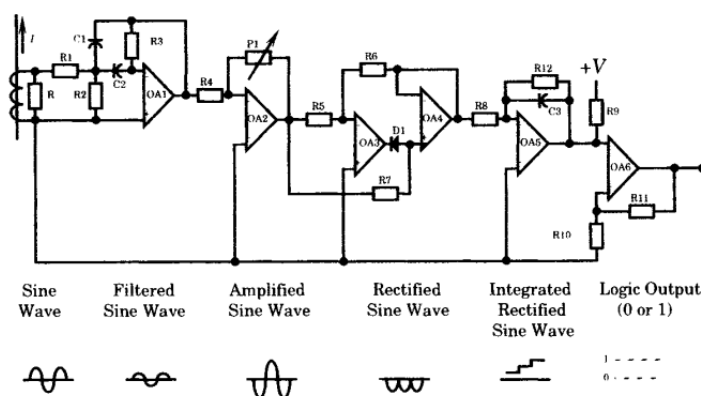 I
C1
R3
P1
R6
R12
+V
R1
C2
R4
C3
R9
R
R2
OA1
OA2
R5
D1
OA4
R8
OA3
OA5
OA6
R7
R11
R10
Sine Wave
Filtered Sine Wave
Amplified Sine Wave
Rectified Sine Wave
Integrated Rectified Sine Wave
Logic Output (0 or 1)
1
0